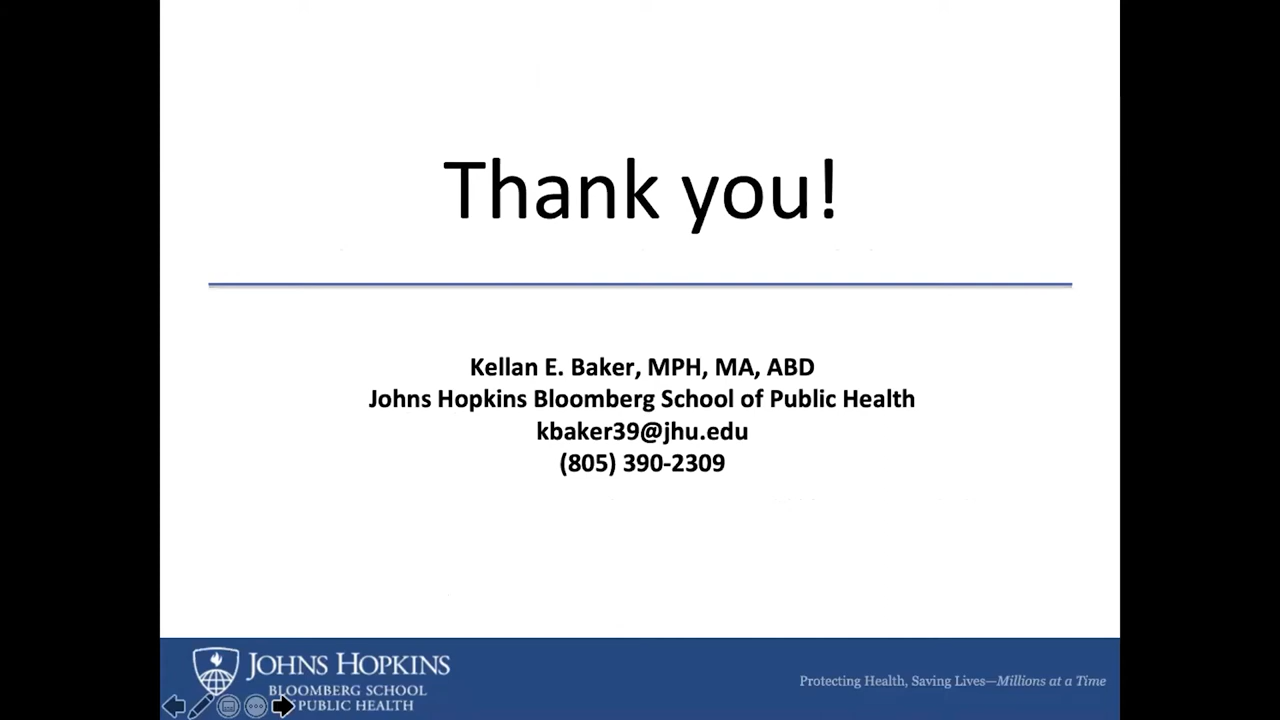 Thank you!
Kellan E. Baker, MPH, MA, ABD
Johns Hopkins Bloomberg School of Public Health
kbaker39@jhu.edu
(805) 390-2309
JOHNS HOPKINS
BLOOMBERG SCHOOL
of PUBLIC HEALTH
Protecting Health, Saving Lives—Millions at a Time